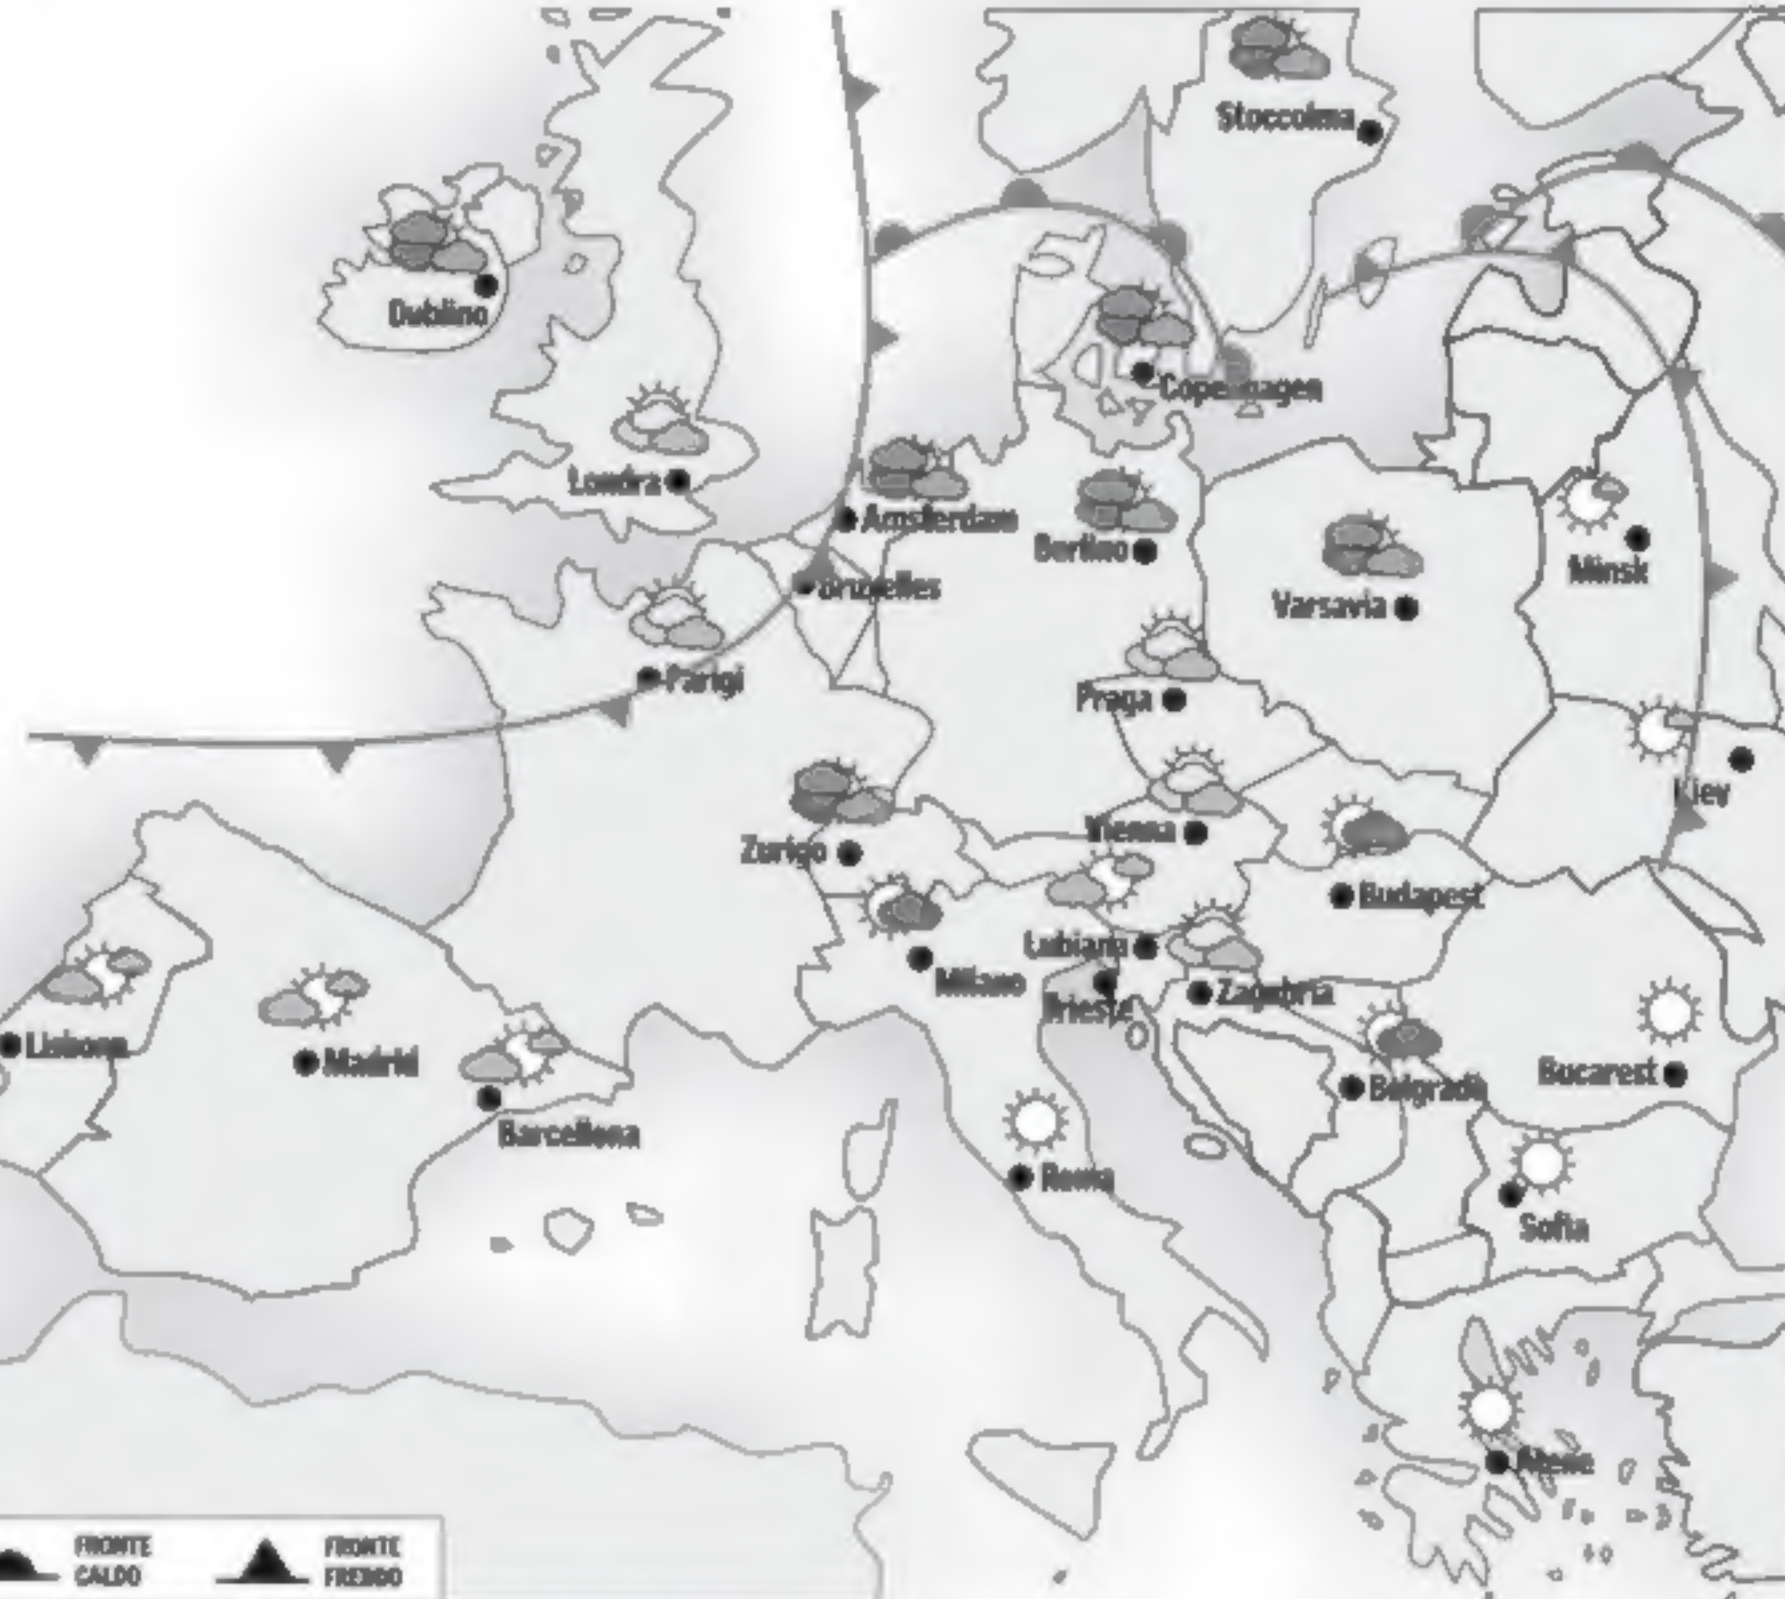 Stoccolma
Dublino
Copenhagen
Londra
Amsterdam
Berlino
Minsk
Bruxelles
Varsavia
Parigi
Praga
Kiev
Vienna
Zurigo
Budapest
Lubiana
Milano
Zagabria
Trieste
Lisbona
Madrid
Barcellona
Belgrado
Bucarest
Roma
Sofia
Atene
FRONTE
CALDO
FRONTE
FREDDO